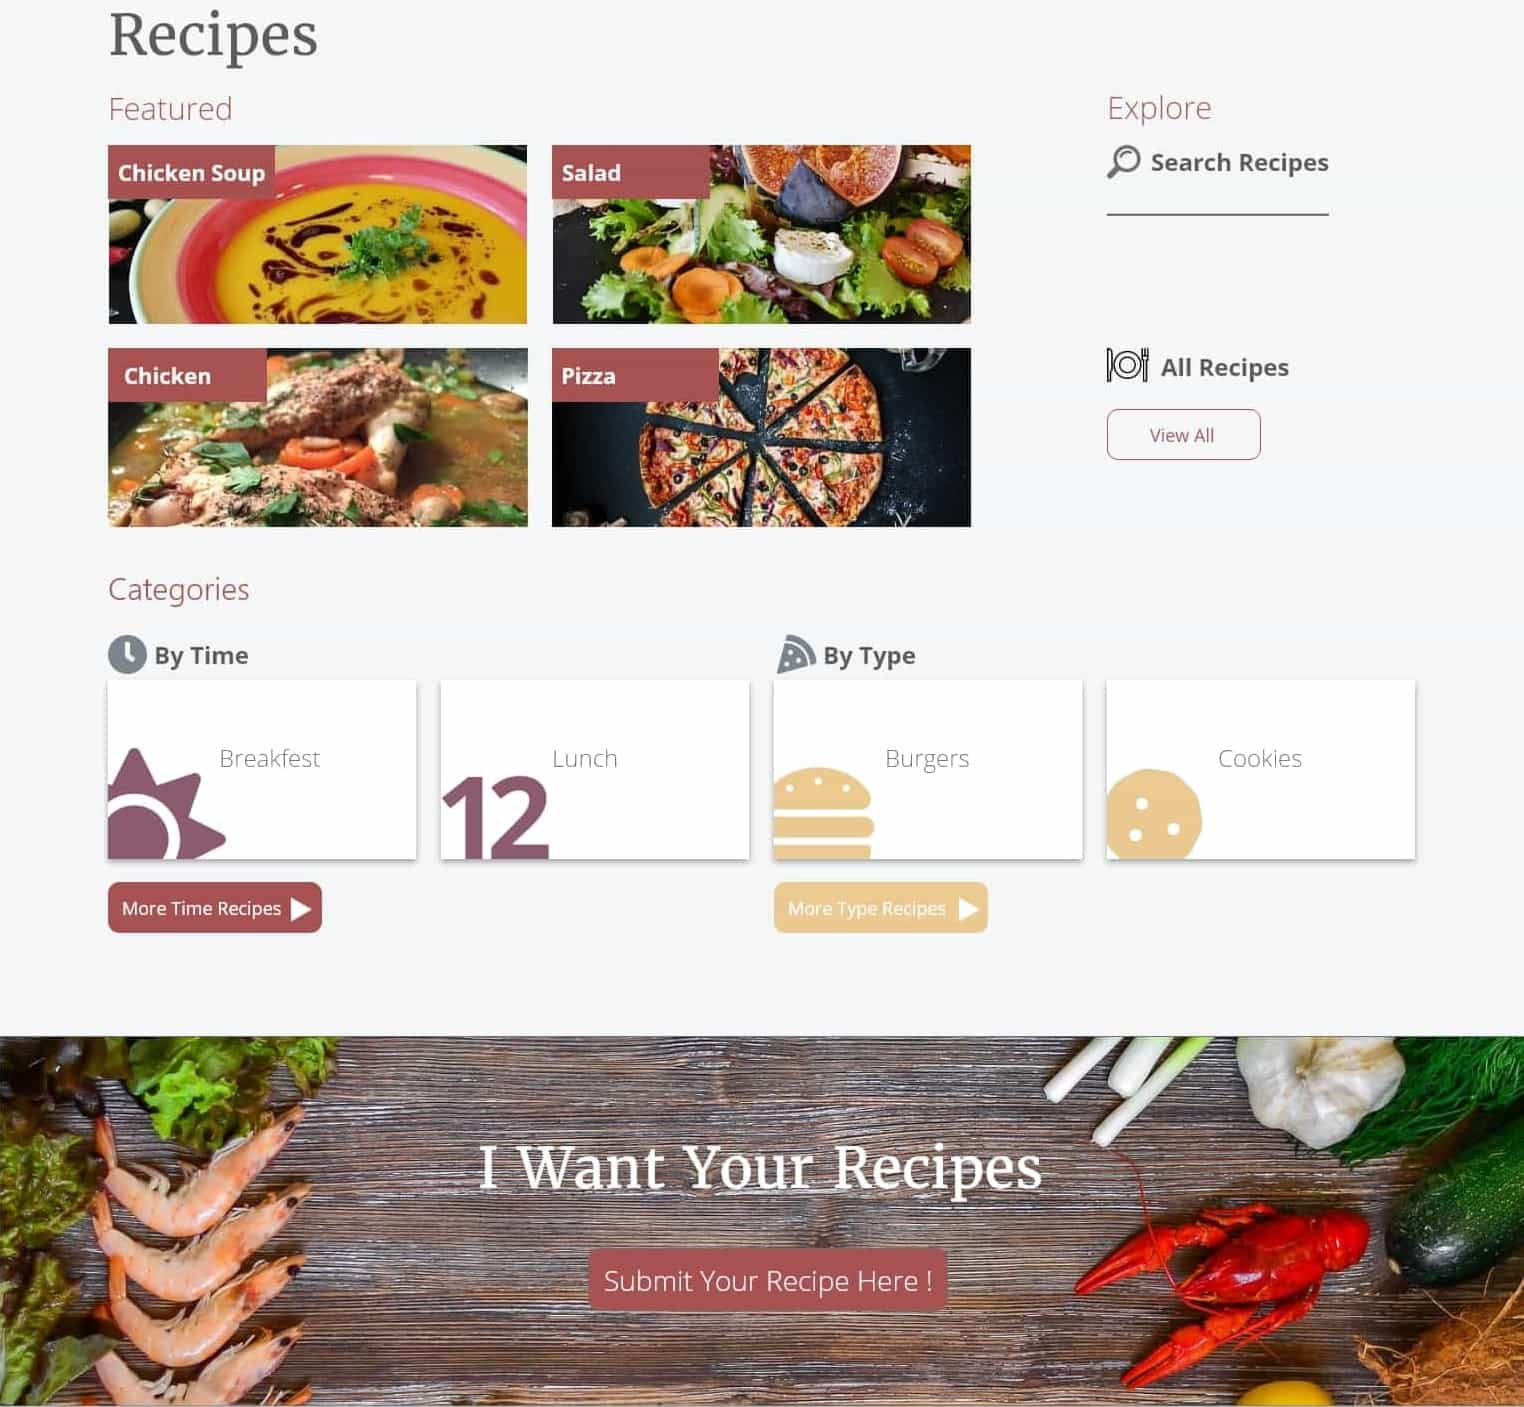 Recipes
Featured
Explore
Chicken Soup
Salad
Search Recipes
Chicken
Pizza
All Recipes
View All
Categories
By Time
By Type
Breakfest
Lunch
Burgers
Cookies
12
More Time Recipes
More Type Recipes
I Want Your Recipes
Submit Your Recipe Here !